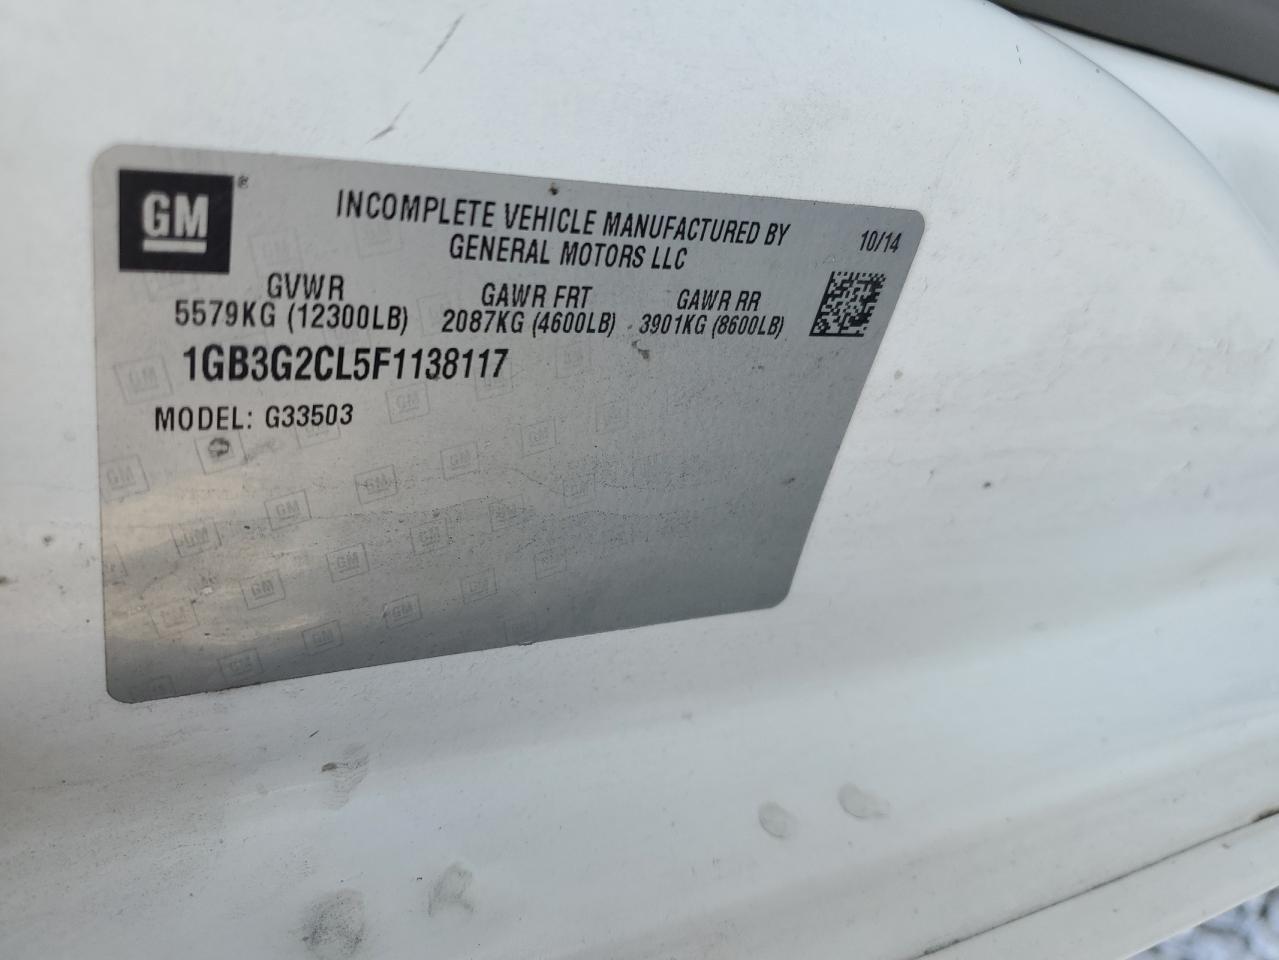 GM®
INCOMPLETE VEHICLE MANUFACTURED BY
GENERAL MOTORS LLC
10/14
GVWR GAWR FRT GAWR RR
5579KG (12300LB) 2087KG (4600LB) 3901KG (8600LB)
1GB3G2CL5F1138117
MODEL: G33503